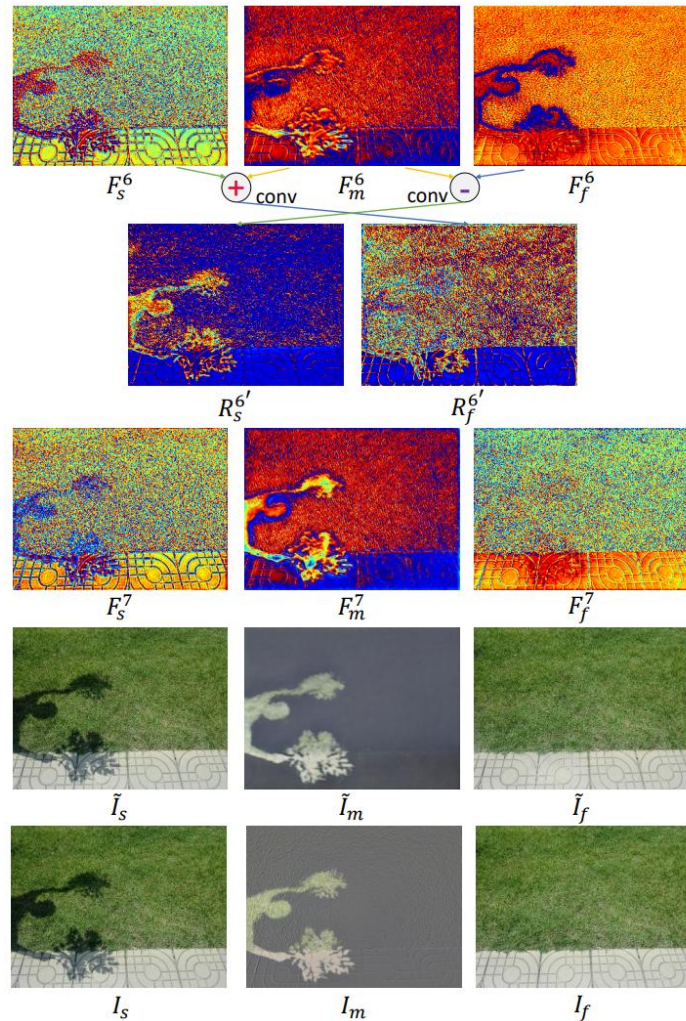 F_s^6 F_m^6 F_f^6
+ conv conv -
R_s^{6'} R_f^{6'}
F_s^7 F_m^7 F_f^7
Ĩ_s Ĩ_m Ĩ_f
I_s I_m I_f